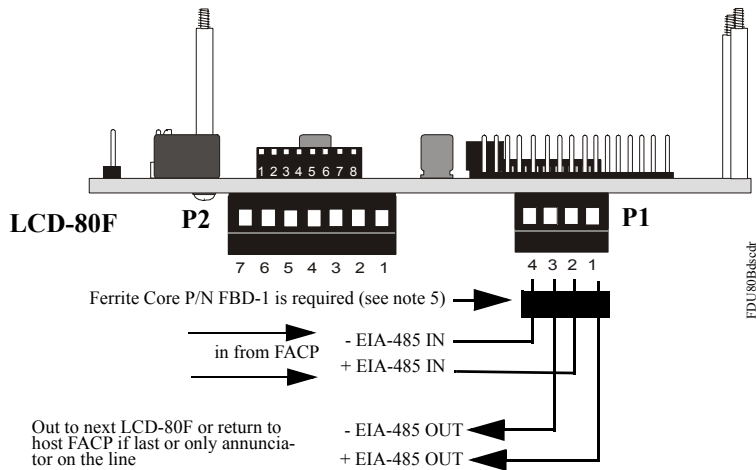 1 2 3 4 5 6 7 8
LCD-80F
P2
P1
7 6 5 4 3 2 1
4 3 2 1
Ferrite Core P/N FBD-1 is required (see note 5)
in from FACP
- EIA-485 IN
+ EIA-485 IN
Out to next LCD-80F or return to
host FACP if last or only annuncia-
tor on the line
- EIA-485 OUT
+ EIA-485 OUT
FDU80Bdscdr